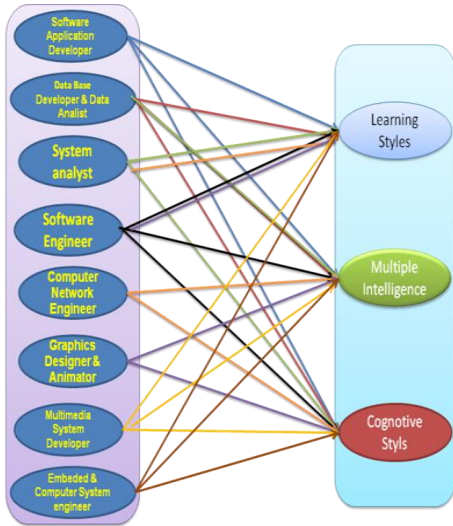 Software
Application
Developer
Data Base
Developer & Data
Analist
System
analyst
Software
Engineer
Computer
Network
Engineer
Graphics
Designer &
Animator
Multimedia
System
Developer
Embeded &
Computer System
engineer
Learning
Styles
Multiple
Intelligence
Cognotive
Styls